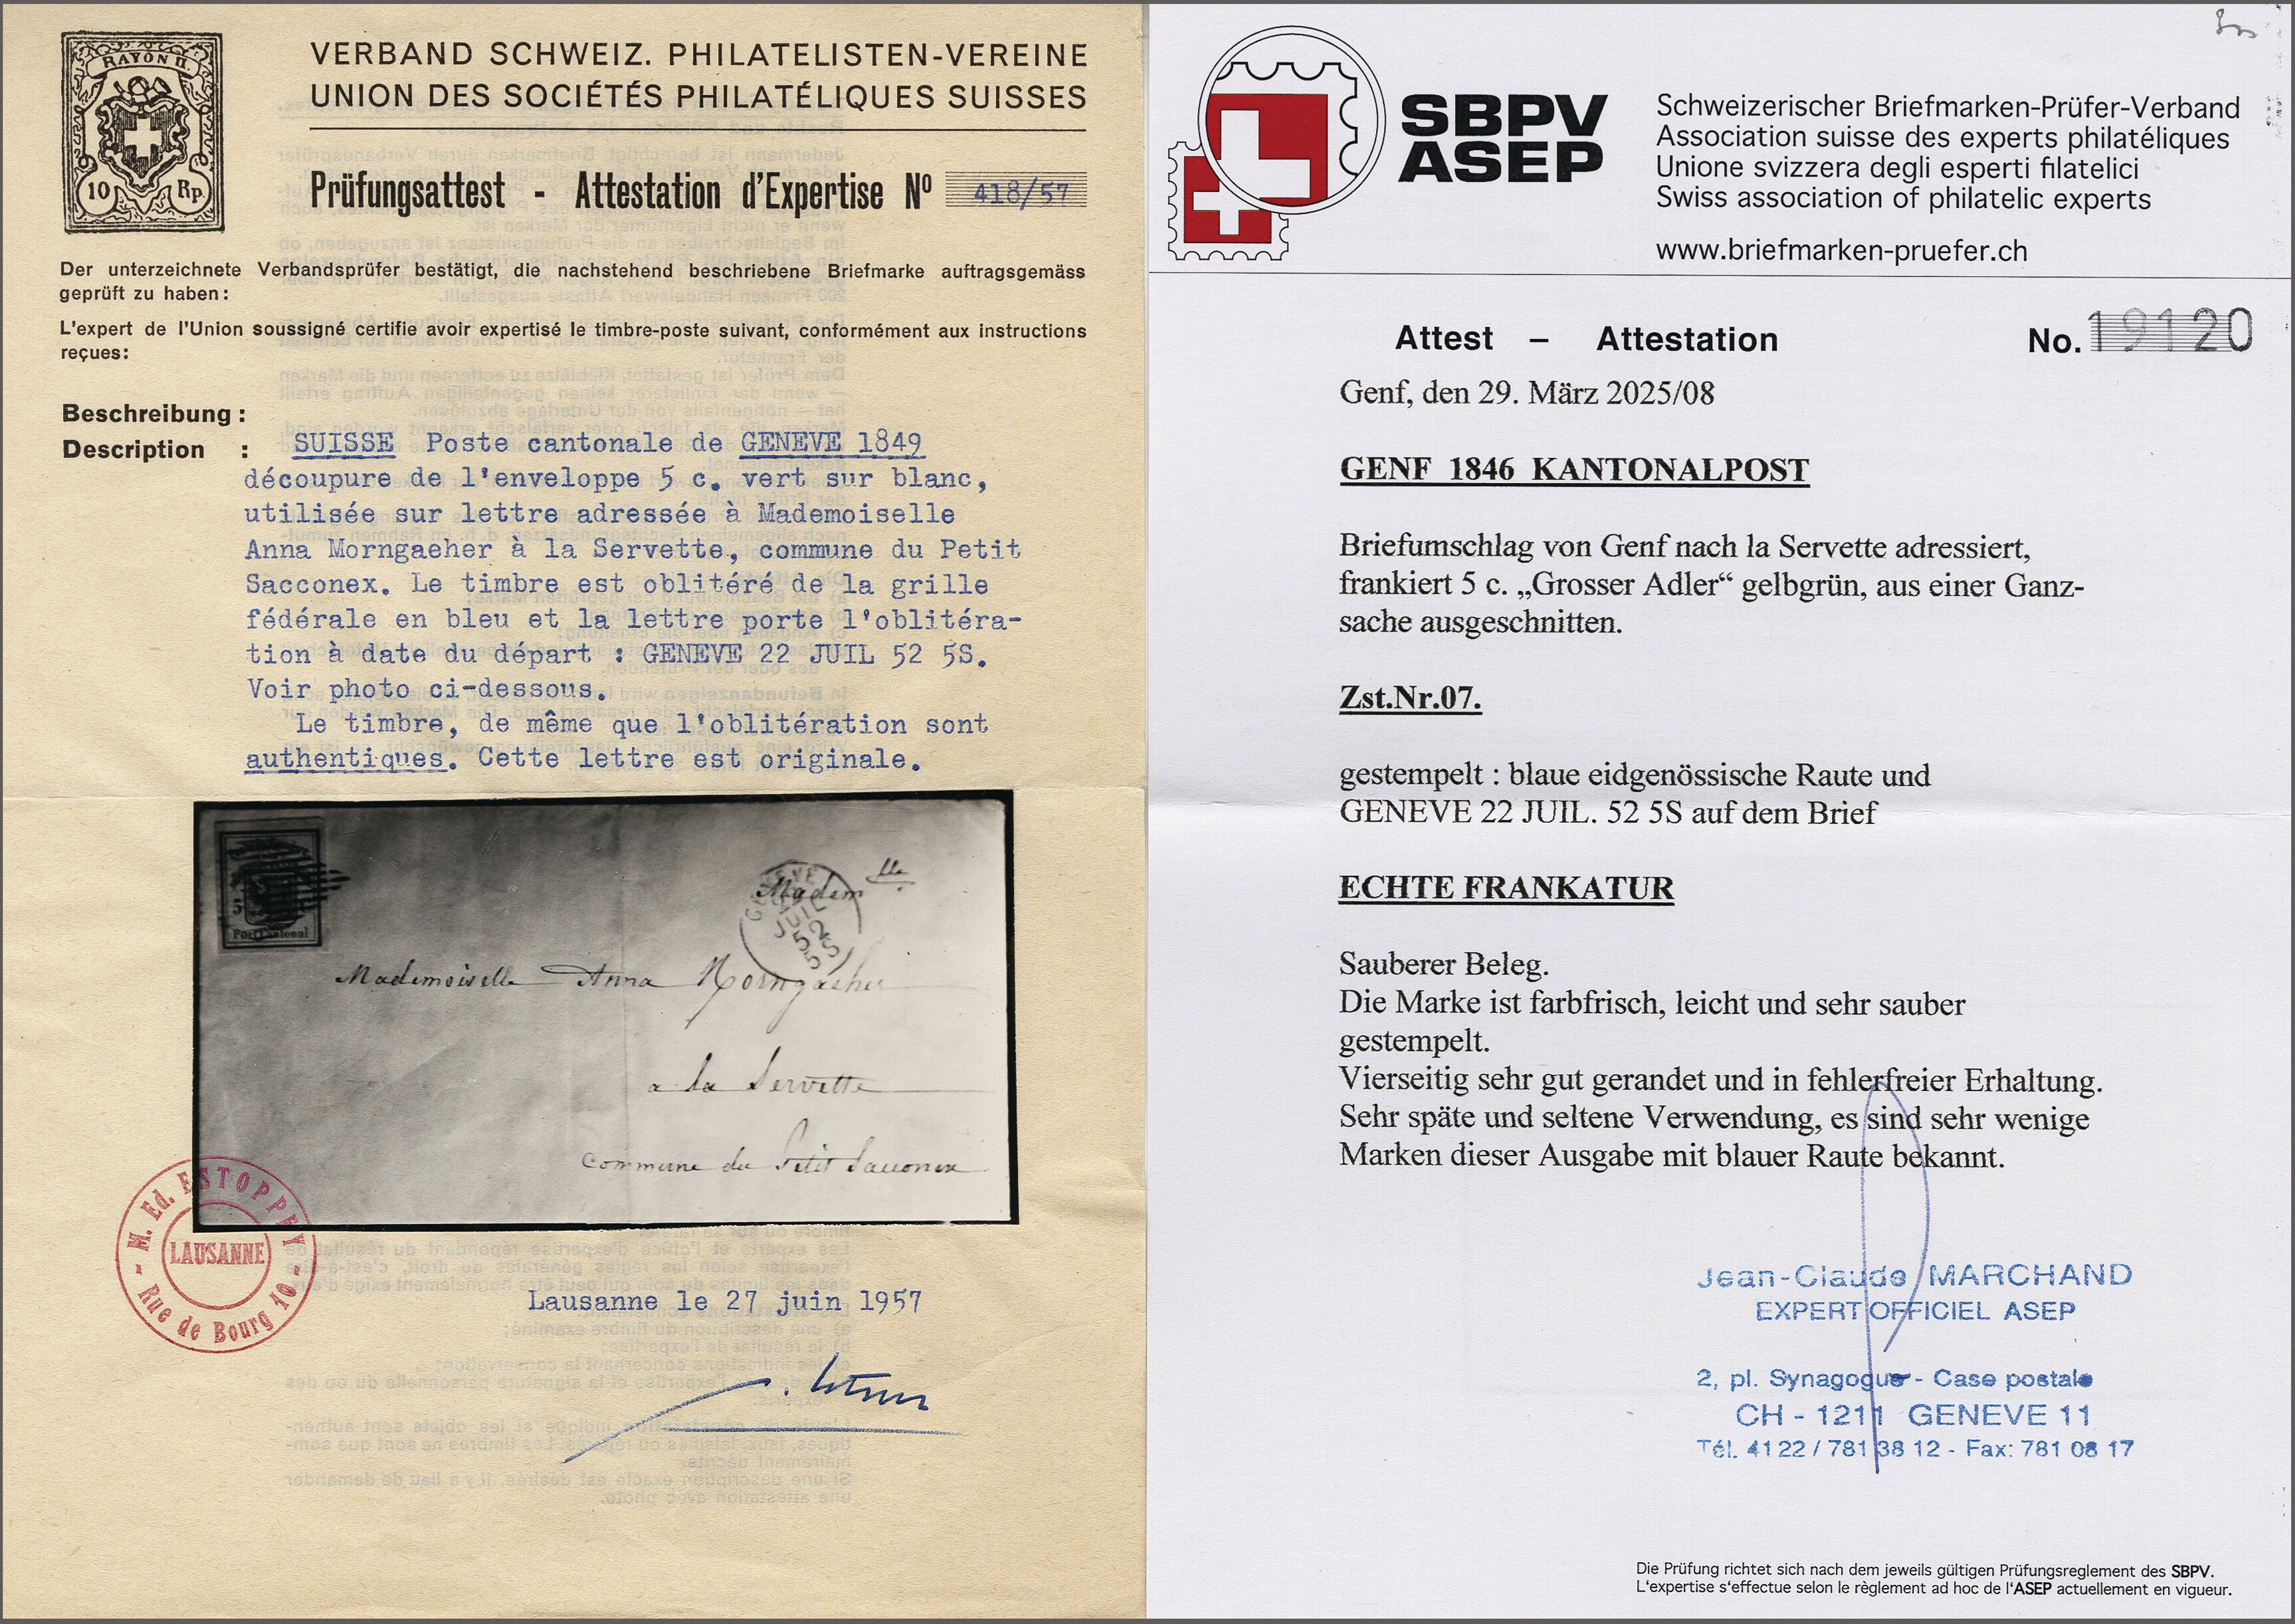 RAYON II.
10 Rp.
VERBAND SCHWEIZ. PHILATELISTEN-VEREINE
UNION DES SOCIÉTÉS PHILATÉLIQUES SUISSES
Prüfungsattest - Attestation d'Expertise Nº 418/57
Der unterzeichnete Verbandsprüfer bestätigt, die nachstehend beschriebene Briefmarke auftragsgemäss
geprüft zu haben:
L'expert de l'Union soussigné certifie avoir expertisé le timbre-poste suivant, conformément aux instructions
reçues:
Beschreibung :
Description : SUISSE Poste cantonale de GENEVE 1849
découpure de l'enveloppe 5 c. vert sur blanc,
utilisée sur lettre adressée à Mademoiselle
Anna Morngaeher à la Servette, commune du Petit
Sacconex. Le timbre est oblitéré de la grille
fédérale en bleu et la lettre porte l'oblitéra-
tion à date du départ : GENEVE 22 JUIL 52 5S.
Voir photo ci-dessous.
Le timbre, de même que l'oblitération sont
authentiques. Cette lettre est originale.
5
Port cantonal
GENEVE
JUIL
52
5S
Madem lle
Mademoiselle Anna Morngacher
a la Servette
Commune du Petit Sacconex
M. Ed. ESTOPPEY
LAUSANNE
- Rue de Bourg 10 -
Lausanne le 27 juin 1957
SBPV
ASEP
Schweizerischer Briefmarken-Prüfer-Verband
Association suisse des experts philatéliques
Unione svizzera degli esperti filatelici
Swiss association of philatelic experts
www.briefmarken-pruefer.ch
Attest – Attestation
No. 19120
Genf, den 29. März 2025/08
GENF 1846 KANTONALPOST
Briefumschlag von Genf nach la Servette adressiert,
frankiert 5 c. „Grosser Adler“ gelbgrün, aus einer Ganz-
sache ausgeschnitten.
Zst.Nr.07.
gestempelt : blaue eidgenössische Raute und
GENEVE 22 JUIL. 52 5S auf dem Brief
ECHTE FRANKATUR
Sauberer Beleg.
Die Marke ist farbfrisch, leicht und sehr sauber
gestempelt.
Vierseitig sehr gut gerandet und in fehlerfreier Erhaltung.
Sehr späte und seltene Verwendung, es sind sehr wenige
Marken dieser Ausgabe mit blauer Raute bekannt.
Jean-Claude MARCHAND
EXPERT OFFICIEL ASEP
2, pl. Synagogue - Case postale
CH - 1211 GENEVE 11
Tél. 41 22 / 781 38 12 - Fax: 781 08 17
Die Prüfung richtet sich nach dem jeweils gültigen Prüfungsreglement des SBPV.
L'expertise s'effectue selon le règlement ad hoc de l'ASEP actuellement en vigueur.